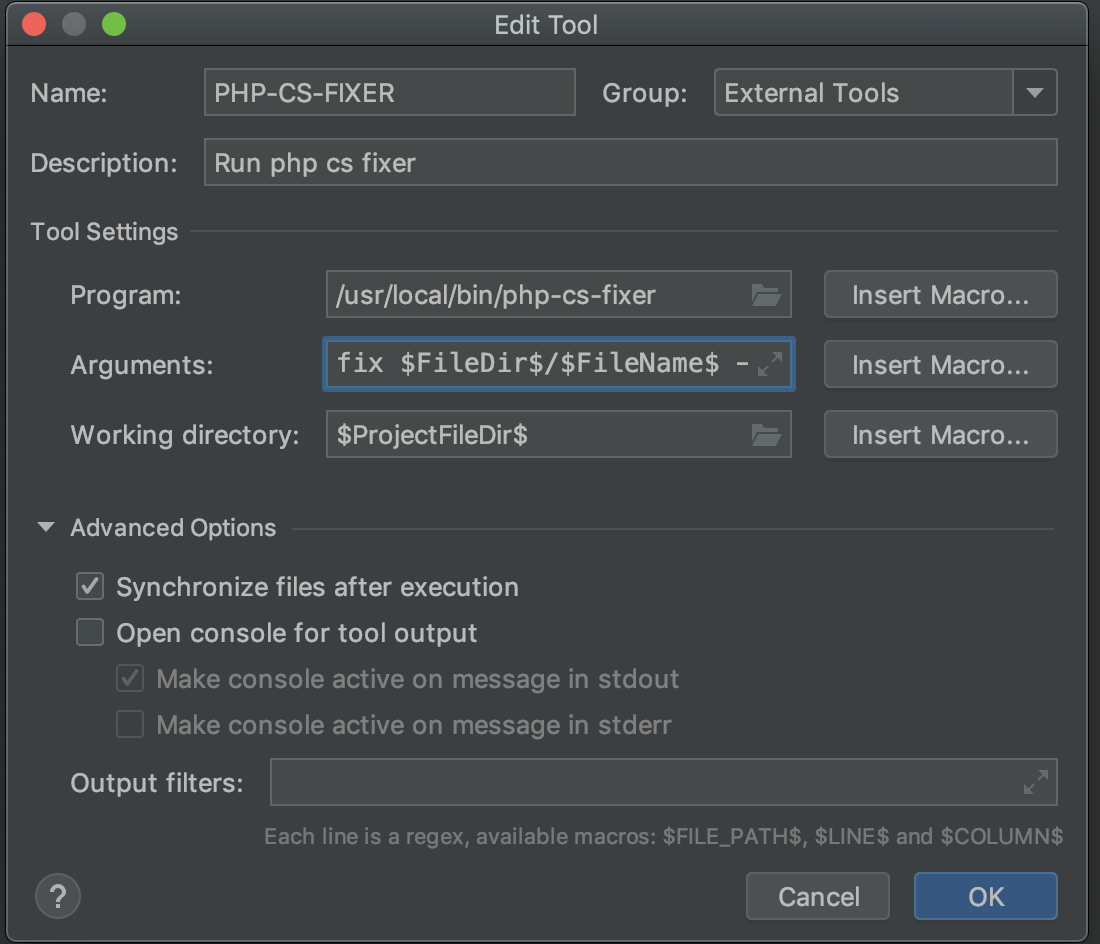 Edit Tool
Name: PHP-CS-FIXER Group: External Tools
Description: Run php cs fixer
Tool Settings
Program: /usr/local/bin/php-cs-fixer Insert Macro...
Arguments: fix $FileDir$/$FileName$ – Insert Macro...
Working directory: $ProjectFileDir$ Insert Macro...
Advanced Options
Synchronize files after execution
Open console for tool output
Make console active on message in stdout
Make console active on message in stderr
Output filters:
Each line is a regex, available macros: $FILE_PATH$, $LINE$ and $COLUMN$
? Cancel OK